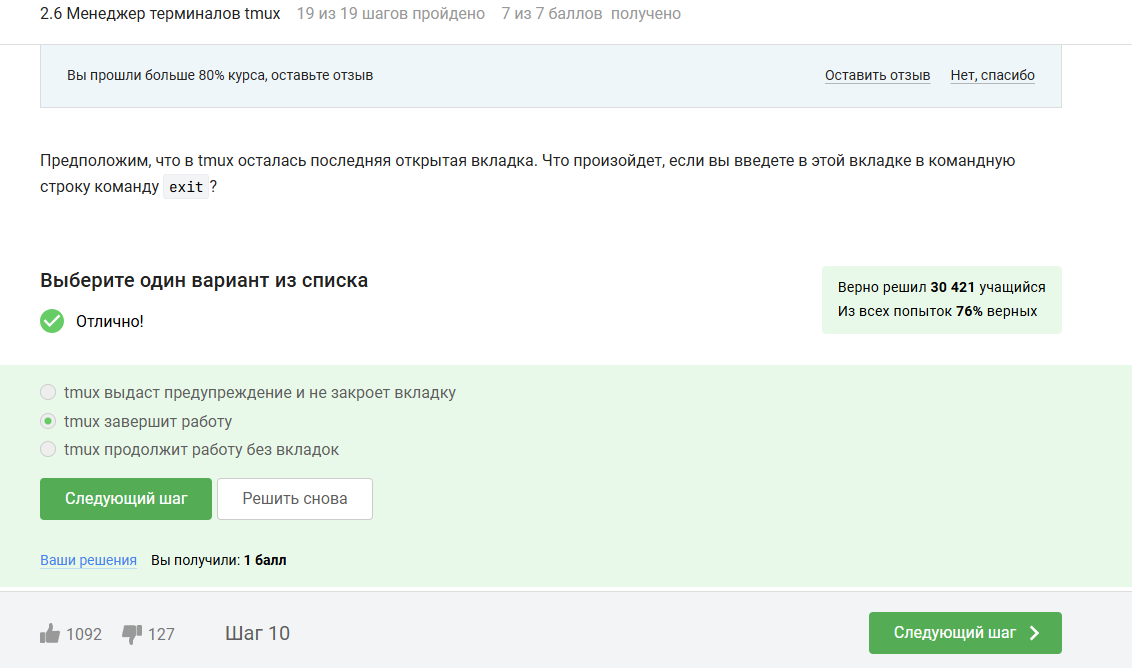 2.6 Менеджер терминалов tmux 19 из 19 шагов пройдено 7 из 7 баллов получено
Вы прошли больше 80% курса, оставьте отзыв Оставить отзыв Нет, спасибо
Предположим, что в tmux осталась последняя открытая вкладка. Что произойдет, если вы введете в этой вкладке в командную
строку команду exit ?
Выберите один вариант из списка
Отлично!
Верно решил 30 421 учащийся
Из всех попыток 76% верных
tmux выдаст предупреждение и не закроет вкладку
tmux завершит работу
tmux продолжит работу без вкладок
Следующий шаг Решить снова
Ваши решения Вы получили: 1 балл
1092 127 Шаг 10 Следующий шаг